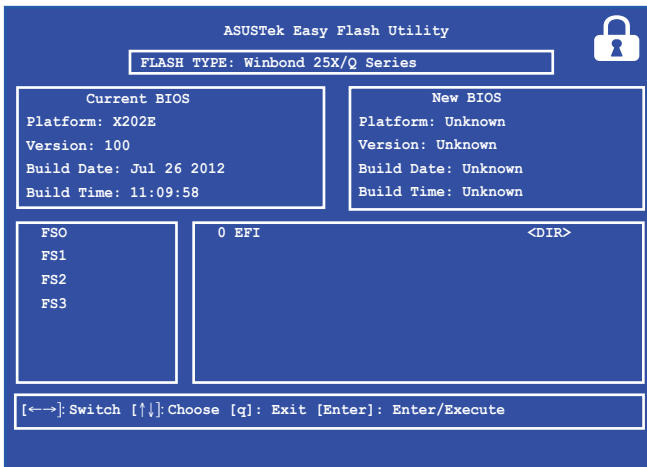 ASUSTek Easy Flash Utility
FLASH TYPE: Winbond 25X/Q Series
Current BIOS
Platform: X202E
Version: 100
Build Date: Jul 26 2012
Build Time: 11:09:58
New BIOS
Platform: Unknown
Version: Unknown
Build Date: Unknown
Build Time: Unknown
FSO
FS1
FS2
FS3
0 EFI <DIR>
[←→]: Switch [↑↓]: Choose [q]: Exit [Enter]: Enter/Execute